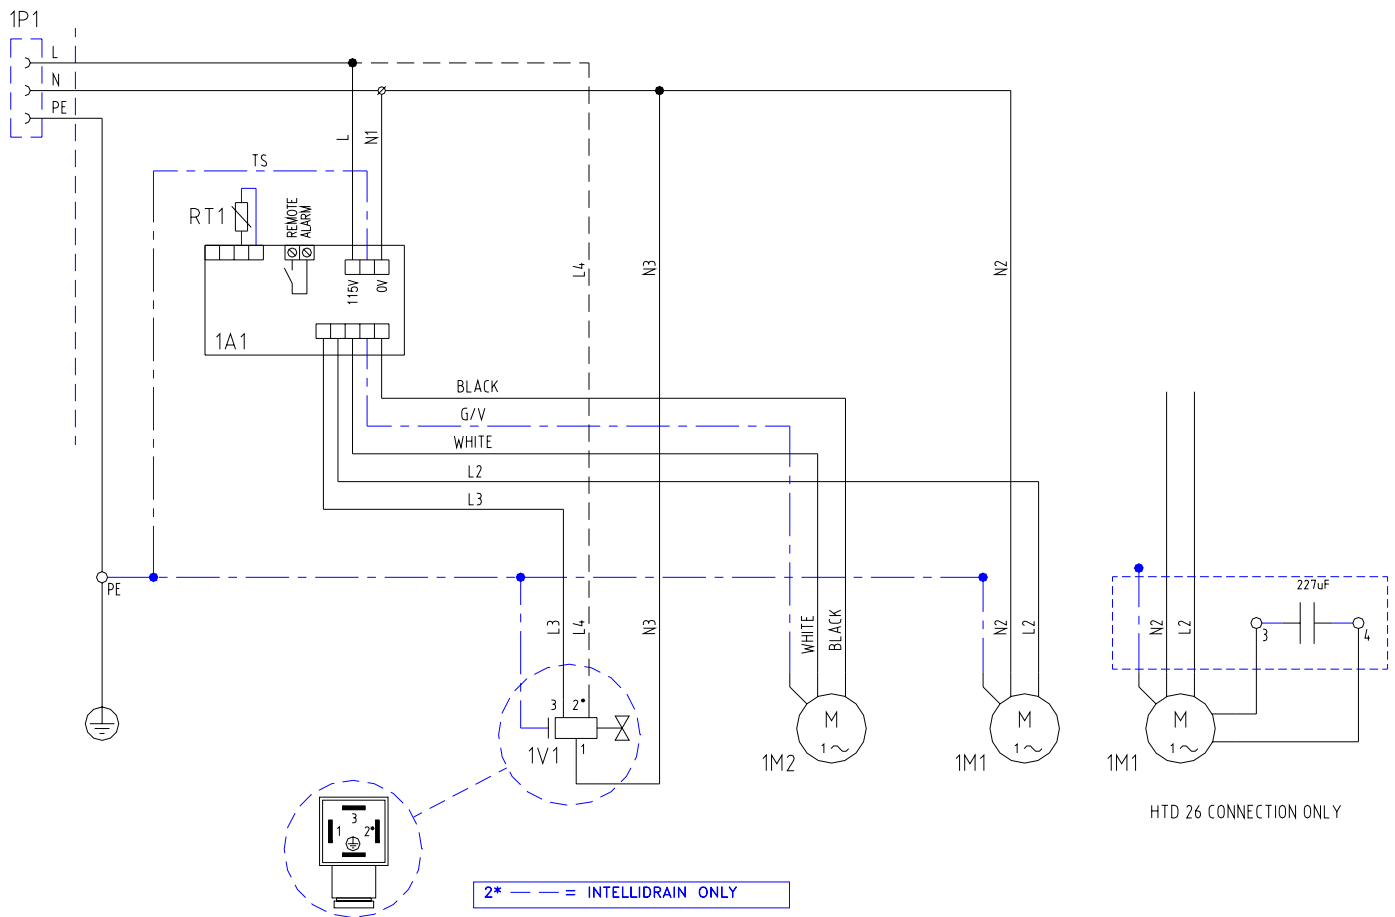 1P1
L
N
PE
L
N1
TS
RT1
REMOTE
ALARM
115V
0V
1A1
L4
N3
N2
BLACK
G/V
WHITE
L2
L3
PE
L3
L4
N3
WHITE
BLACK
N2
L2
N2
L2
227uF
3
4
3
2*
1
1V1
M
1~
1M2
M
1~
1M1
M
1~
1M1
HTD 26 CONNECTION ONLY
3
1
2*
2* — — = INTELLIDRAIN ONLY